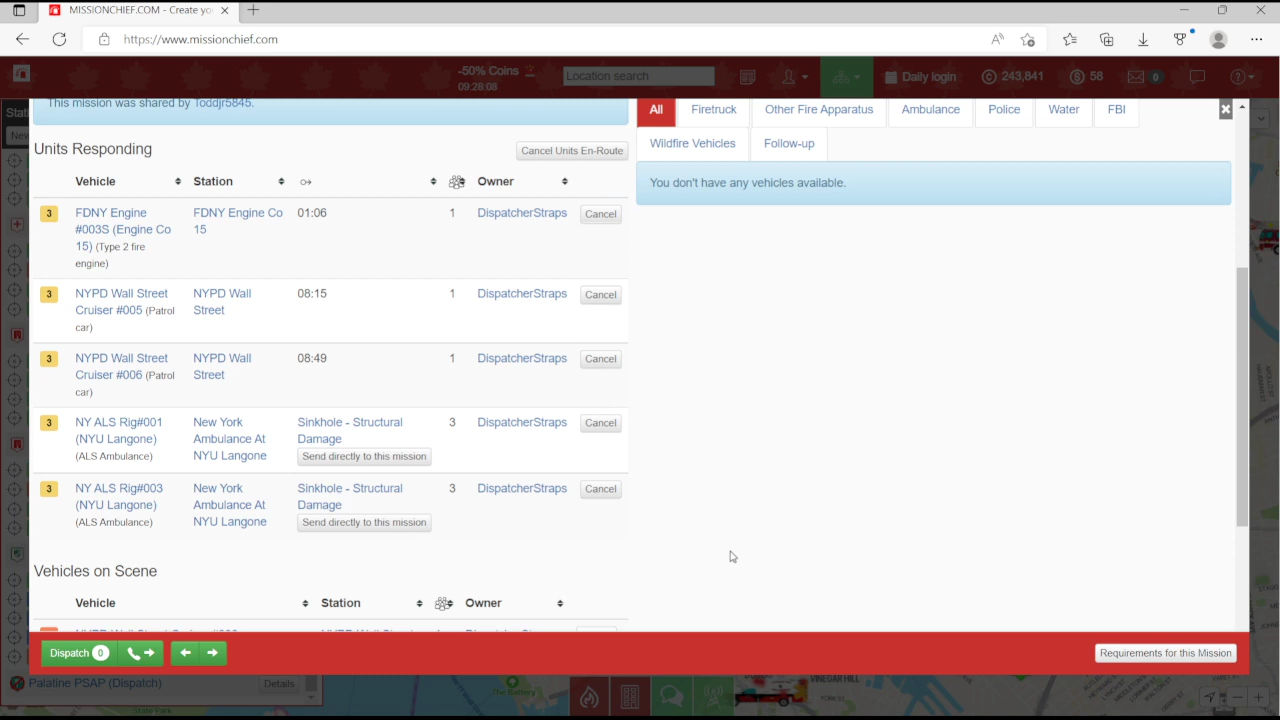 MISSIONCHIEF.COM - Create yo
https://www.missionchief.com
-50% Coins
09:28:08
Location search
Daily login
243,841
58
0
Stat
New
This mission was shared by Toddjr5845.
All Firetruck Other Fire Apparatus Ambulance Police Water FBI
Wildfire Vehicles Follow-up
You don't have any vehicles available.
Units Responding
Cancel Units En-Route
Vehicle Station Owner
3 FDNY Engine FDNY Engine Co 01:06 1 DispatcherStraps Cancel
#003S (Engine Co 15
15) (Type 2 fire
engine)
3 NYPD Wall Street NYPD Wall 08:15 1 DispatcherStraps Cancel
Cruiser #005 (Patrol Street
car)
3 NYPD Wall Street NYPD Wall 08:49 1 DispatcherStraps Cancel
Cruiser #006 (Patrol Street
car)
3 NY ALS Rig#001 New York Sinkhole - Structural 3 DispatcherStraps Cancel
(NYU Langone) Ambulance At Damage
(ALS Ambulance) NYU Langone Send directly to this mission
3 NY ALS Rig#003 New York Sinkhole - Structural 3 DispatcherStraps Cancel
(NYU Langone) Ambulance At Damage
(ALS Ambulance) NYU Langone Send directly to this mission
Vehicles on Scene
Vehicle Station Owner
Dispatch 0
Requirements for this Mission
Palatine PSAP (Dispatch) Details
The Battery
VINEGAR HILL
State Park